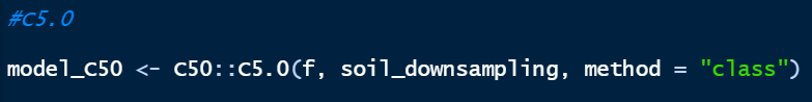 #C5.0
model_C50 <- C50::C5.0(f, soil_downsampling, method = "class")